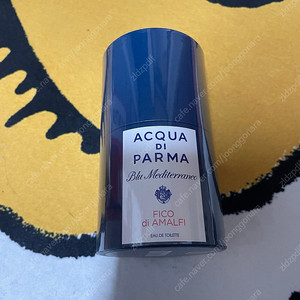 ACQUA
DI
PARMA
Blu Mediterraneo
FICO
di AMALFI
EAU DE TOILETTE